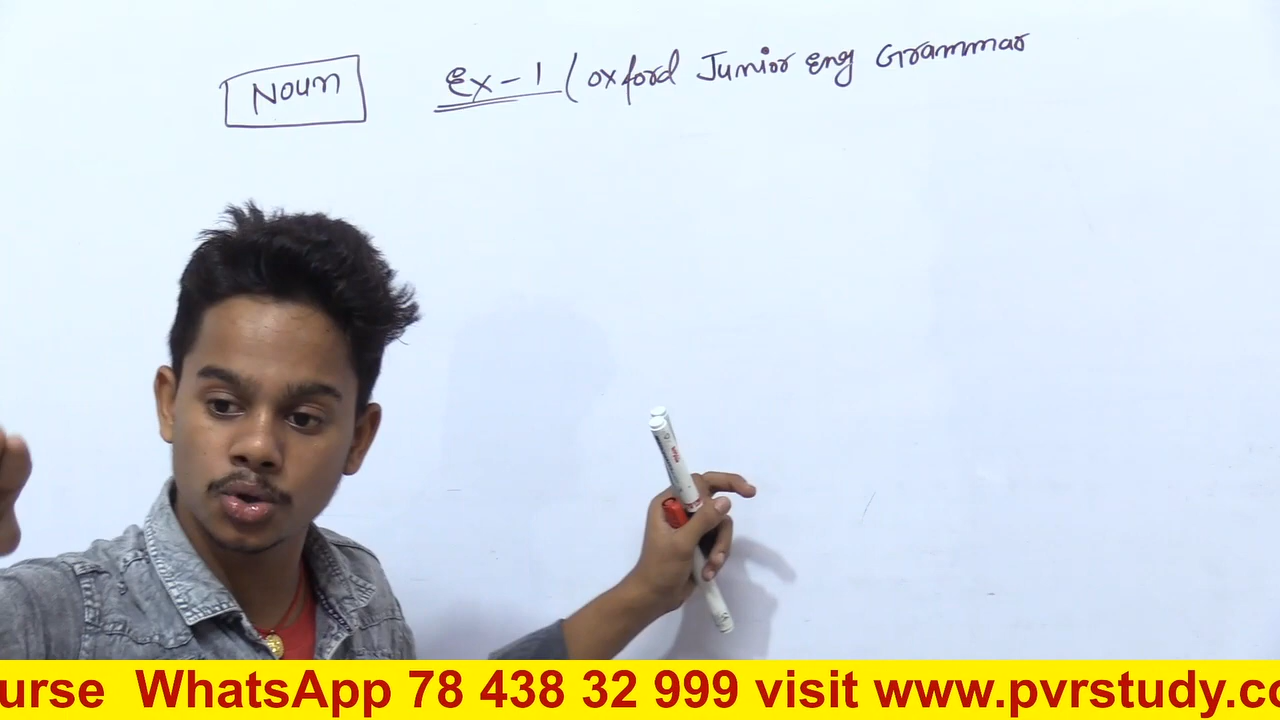 Noun Ex-1 (Oxford Junior Eng Grammar
urse WhatsApp 78 438 32 999 visit www.pvrstudy.co